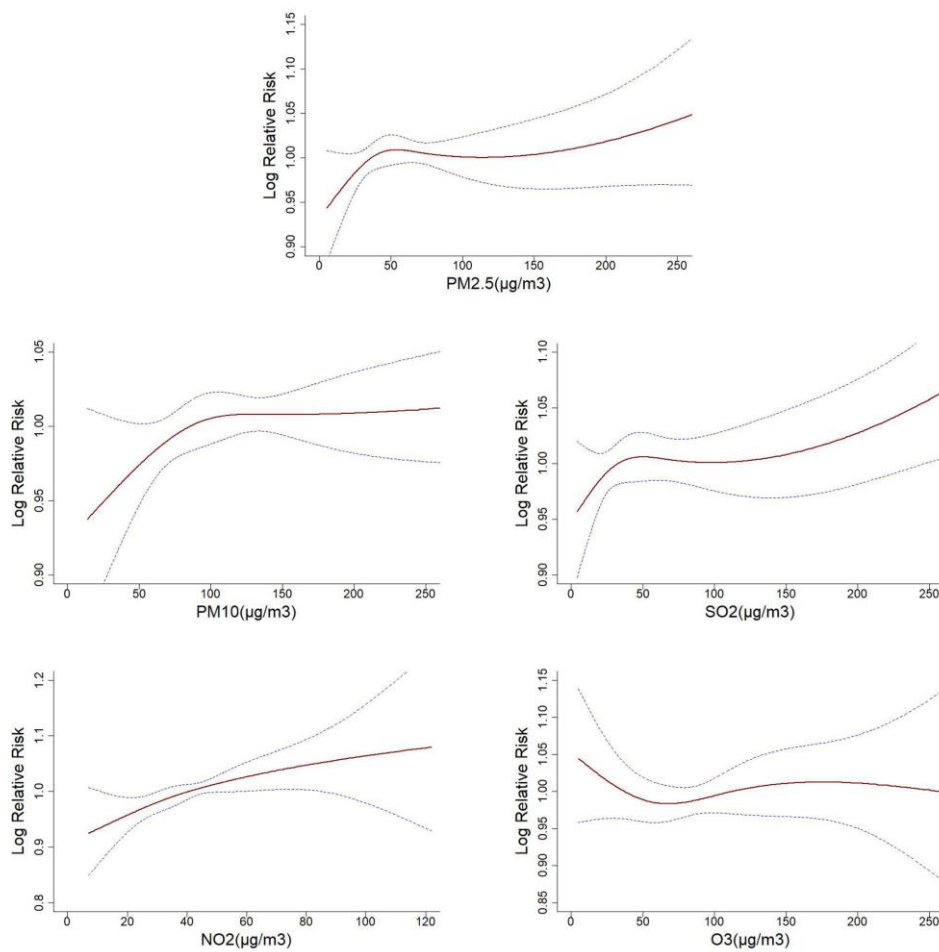 Log Relative Risk
1.15
1.10
1.05
1.00
0.95
0.90
0 50 100 150 200 250
PM2.5(μg/m3)
Log Relative Risk
1.05
1.00
0.95
0.90
0 50 100 150 200 250
PM10(μg/m3)
Log Relative Risk
1.10
1.05
1.00
0.95
0.90
0 50 100 150 200 250
SO2(μg/m3)
Log Relative Risk
1.2
1.1
1.0
0.9
0.8
0 20 40 60 80 100 120
NO2(μg/m3)
Log Relative Risk
1.15
1.10
1.05
1.00
0.95
0.90
0.85
0 50 100 150 200 250
O3(μg/m3)